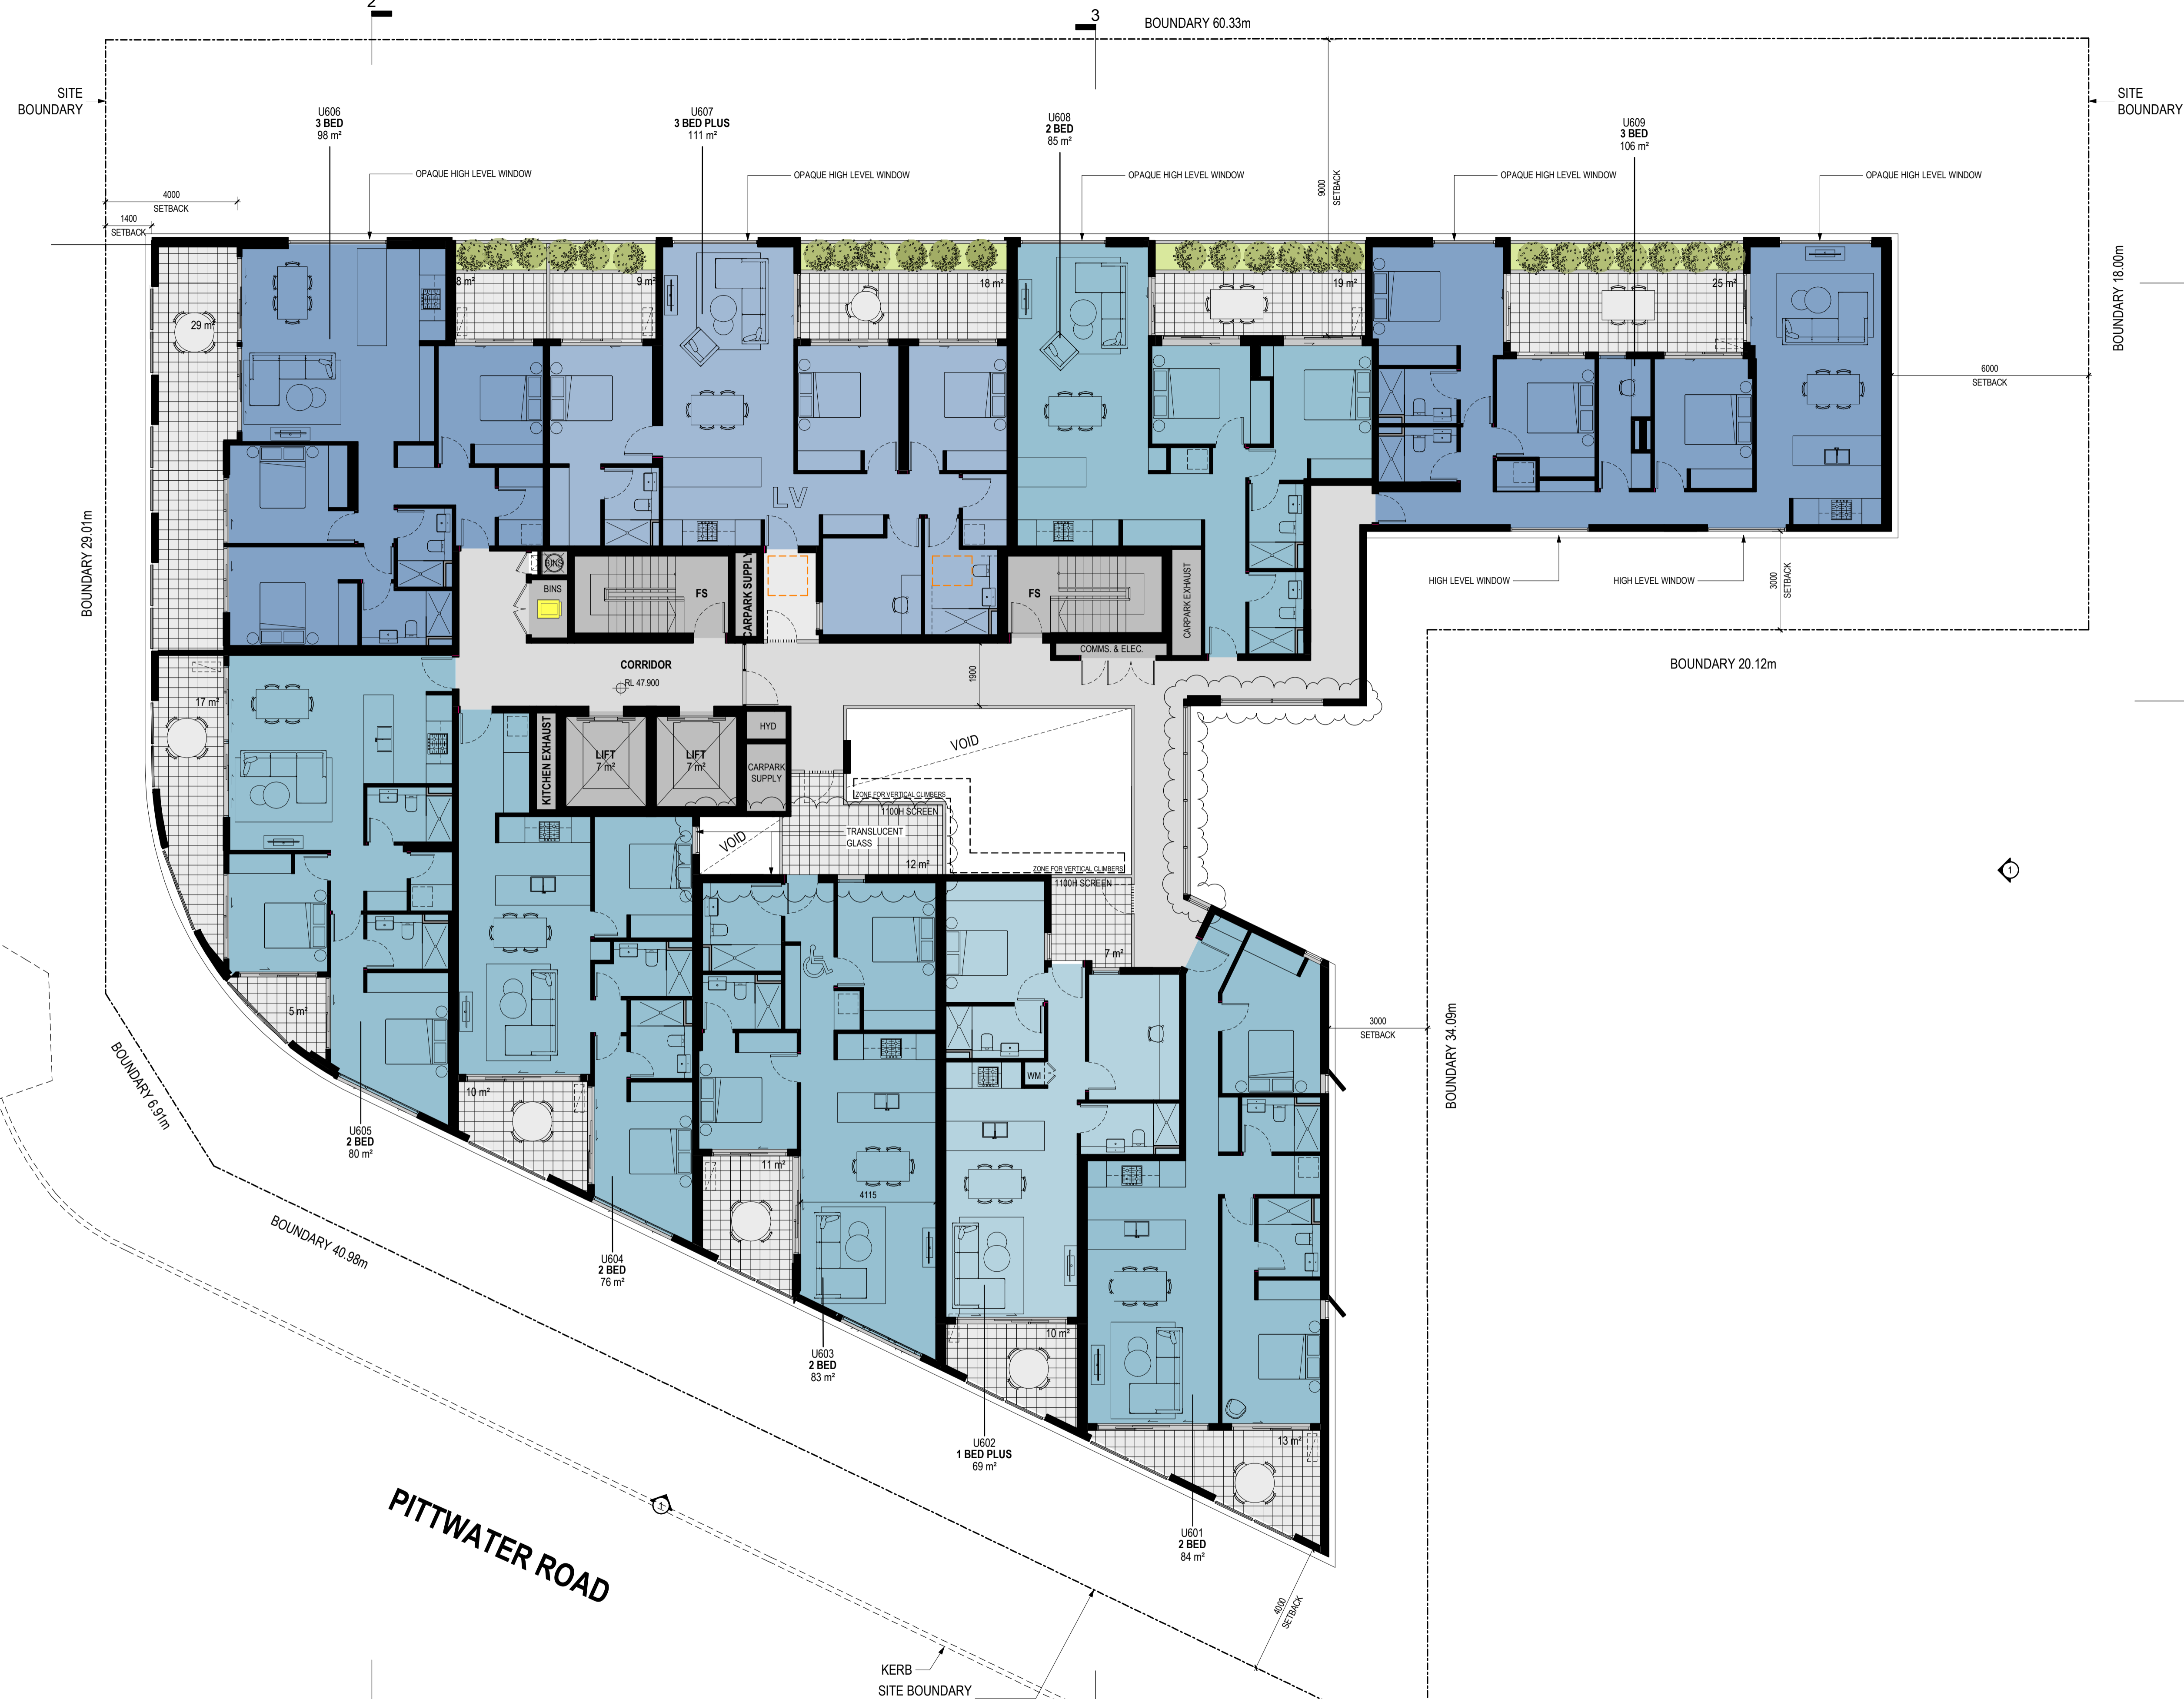 2
3
BOUNDARY 60.33m
SITE
BOUNDARY
SITE
BOUNDARY
U606
3 BED
98 m²
U607
3 BED PLUS
111 m²
U608
2 BED
85 m²
U609
3 BED
106 m²
OPAQUE HIGH LEVEL WINDOW
OPAQUE HIGH LEVEL WINDOW
OPAQUE HIGH LEVEL WINDOW
OPAQUE HIGH LEVEL WINDOW
OPAQUE HIGH LEVEL WINDOW
4000
SETBACK
1400
SETBACK
9000
SETBACK
BOUNDARY 18.00m
8 m²
9 m²
18 m²
19 m²
25 m²
29 m²
6000
SETBACK
LV
BOUNDARY 29.01m
BINS
BINS
FS
CARPARK SUPPLY
FS
CARPARK EXHAUST
HIGH LEVEL WINDOW
HIGH LEVEL WINDOW
3000
SETBACK
COMMS. & ELEC.
CORRIDOR
RL 47.900
1900
BOUNDARY 20.12m
17 m²
KITCHEN EXHAUST
LIFT
7 m²
LIFT
7 m²
HYD
CARPARK
SUPPLY
VOID
ZONE FOR VERTICAL CLIMBERS
1100H SCREEN
TRANSLUCENT
GLASS
VOID
12 m²
ZONE FOR VERTICAL CLIMBERS
1100H SCREEN
1
7 m²
5 m²
3000
SETBACK
BOUNDARY 34.09m
BOUNDARY 6.91m
WM
10 m²
U605
2 BED
80 m²
11 m²
4115
BOUNDARY 40.98m
U604
2 BED
76 m²
U603
2 BED
83 m²
10 m²
U602
1 BED PLUS
69 m²
13 m²
U601
2 BED
84 m²
PITTWATER ROAD
1
4000
SETBACK
KERB
SITE BOUNDARY